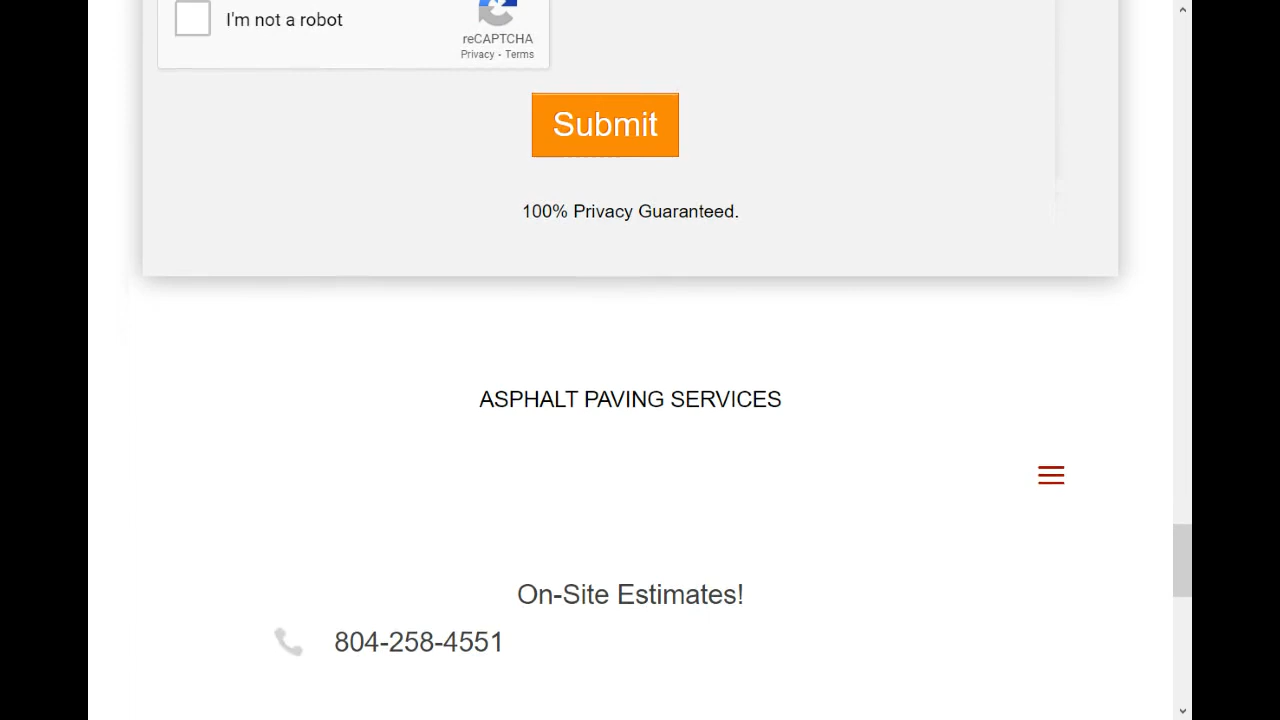 I'm not a robot
reCAPTCHA
Privacy - Terms
Submit
100% Privacy Guaranteed.
ASPHALT PAVING SERVICES
On-Site Estimates!
804-258-4551